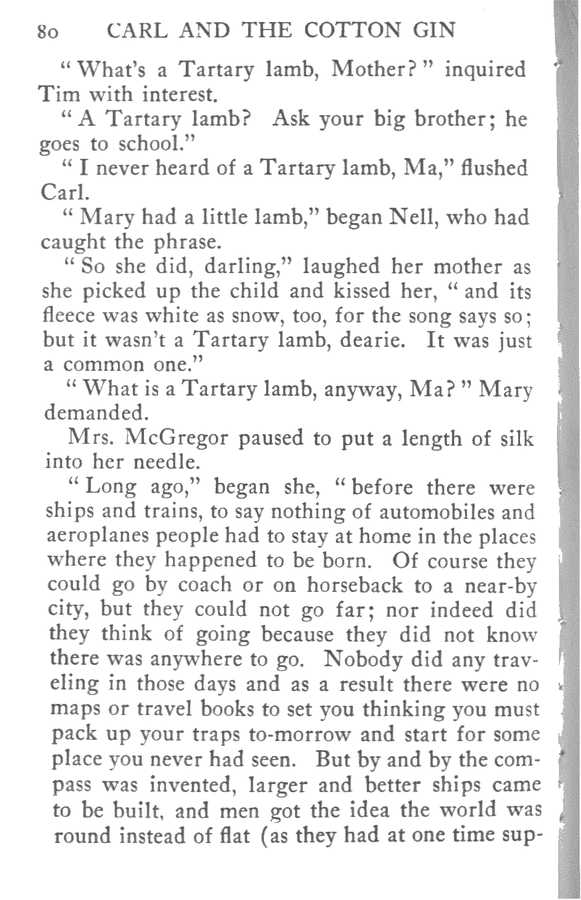 80 CARL AND THE COTTON GIN
“ What's a Tartary lamb, Mother? ” inquired
Tim with interest.
“ A Tartary lamb? Ask your big brother; he
goes to school.”
“ I never heard of a Tartary lamb, Ma,” flushed
Carl.
“ Mary had a little lamb,” began Nell, who had
caught the phrase.
“ So she did, darling,” laughed her mother as
she picked up the child and kissed her, “ and its
fleece was white as snow, too, for the song says so;
but it wasn't a Tartary lamb, dearie. It was just
a common one.”
“ What is a Tartary lamb, anyway, Ma? ” Mary
demanded.
Mrs. McGregor paused to put a length of silk
into her needle.
“ Long ago,” began she, “ before there were
ships and trains, to say nothing of automobiles and
aeroplanes people had to stay at home in the places
where they happened to be born. Of course they
could go by coach or on horseback to a near-by
city, but they could not go far; nor indeed did
they think of going because they did not know
there was anywhere to go. Nobody did any trav-
eling in those days and as a result there were no
maps or travel books to set you thinking you must
pack up your traps to-morrow and start for some
place you never had seen. But by and by the com-
pass was invented, larger and better ships came
to be built, and men got the idea the world was
round instead of flat (as they had at one time sup-